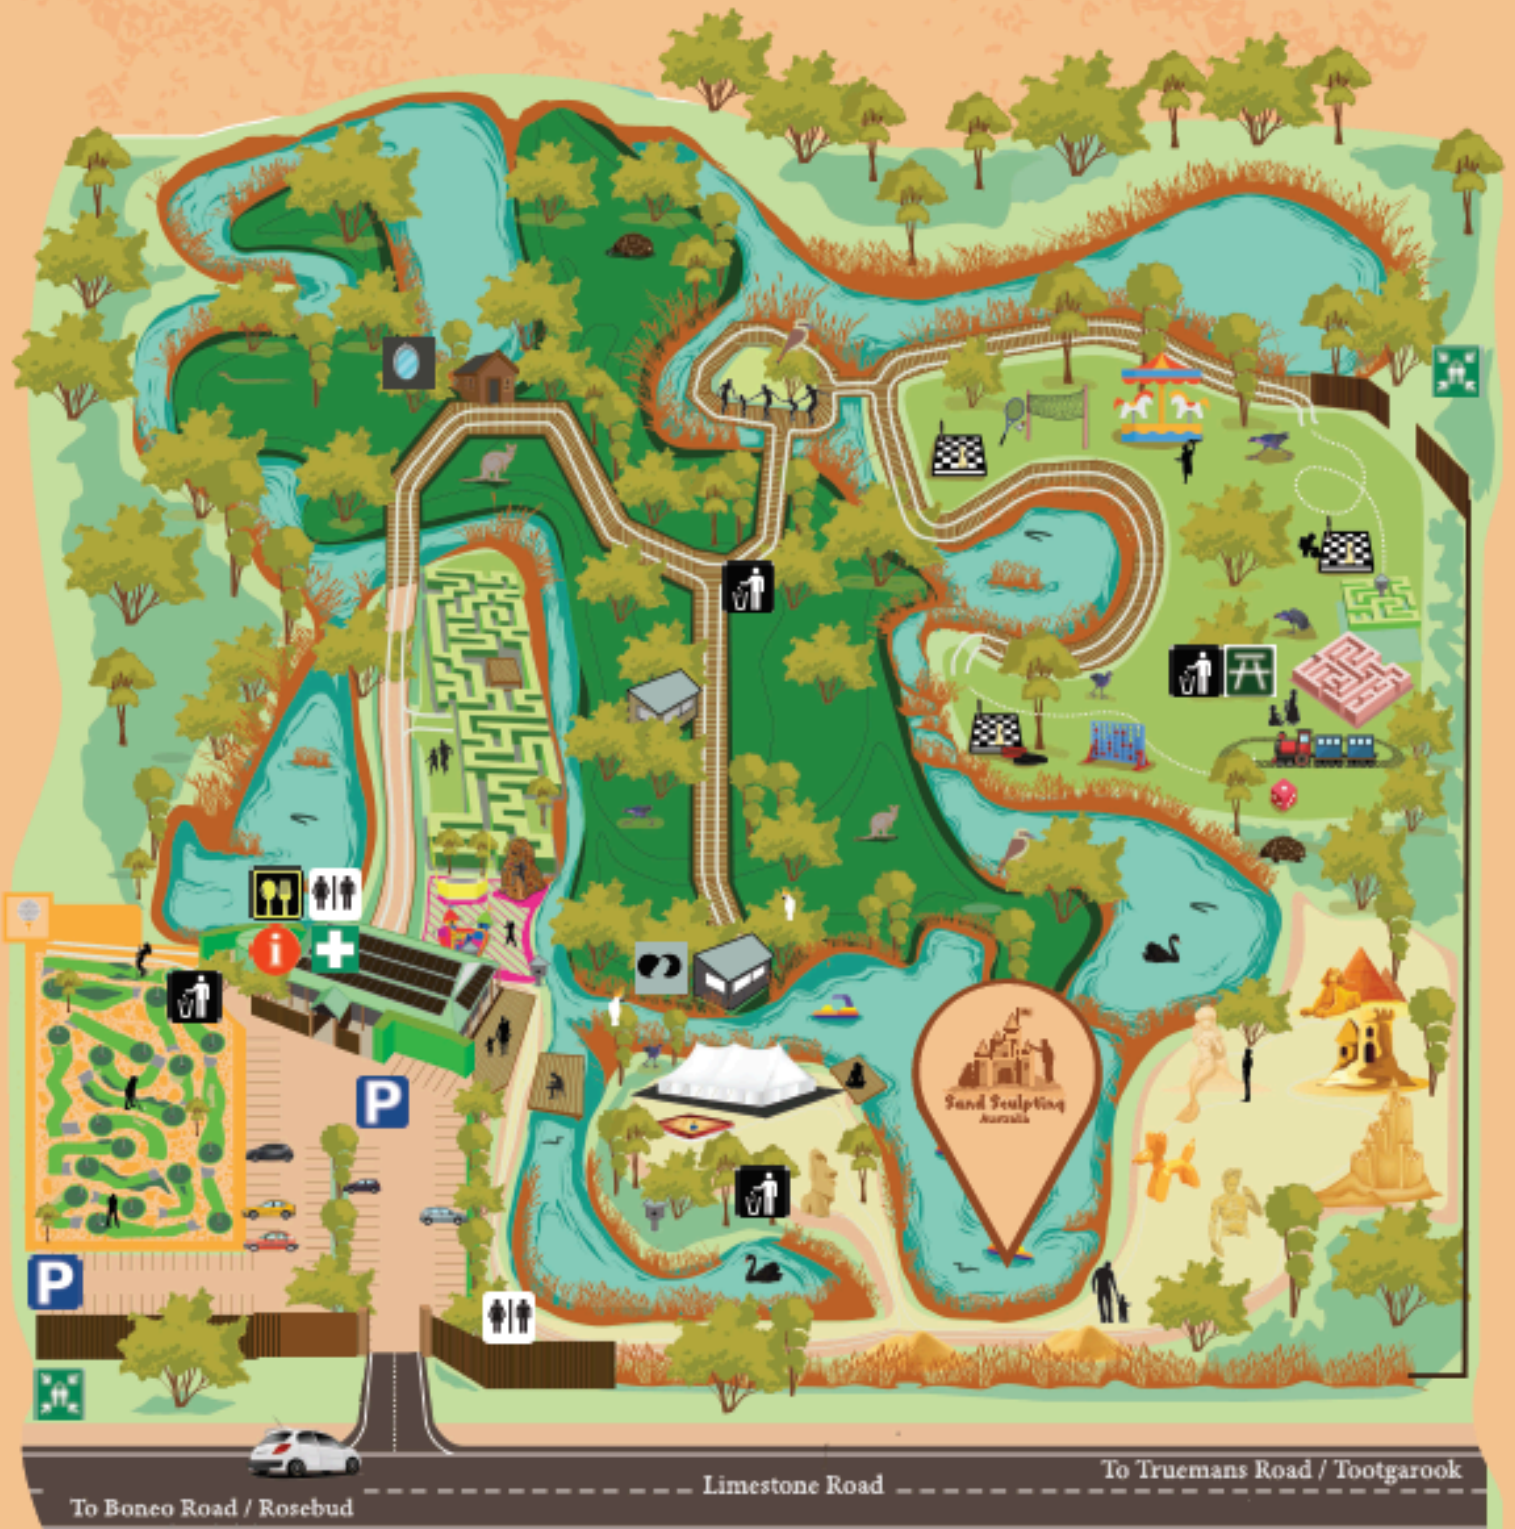 P
Sand Sculpting
Australia
P
To Truemans Road / Tootgarook
Limestone Road
To Boneo Road / Rosebud